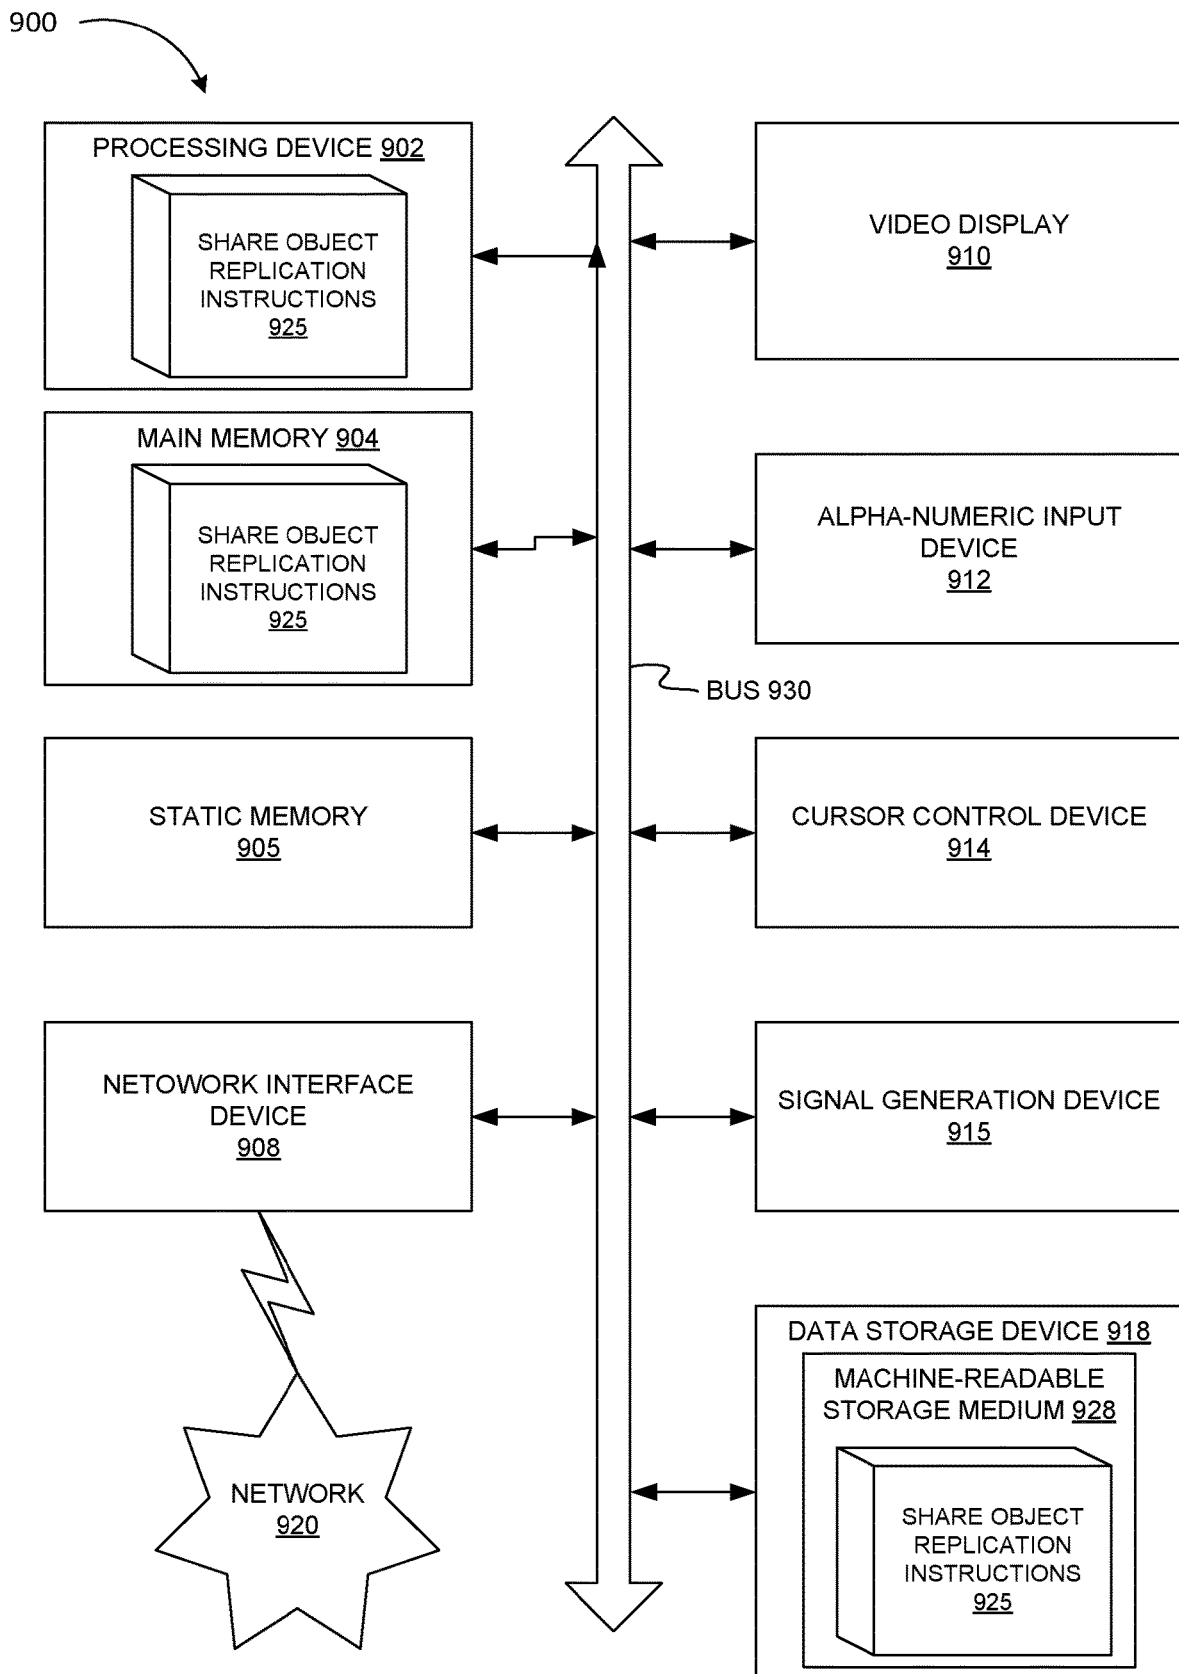 900
PROCESSING DEVICE 902
SHARE OBJECT
REPLICATION
INSTRUCTIONS
925
MAIN MEMORY 904
SHARE OBJECT
REPLICATION
INSTRUCTIONS
925
STATIC MEMORY
905
NETOWORK INTERFACE
DEVICE
908
NETWORK
920
VIDEO DISPLAY
910
ALPHA-NUMERIC INPUT
DEVICE
912
BUS 930
CURSOR CONTROL DEVICE
914
SIGNAL GENERATION DEVICE
915
DATA STORAGE DEVICE 918
MACHINE-READABLE
STORAGE MEDIUM 928
SHARE OBJECT
REPLICATION
INSTRUCTIONS
925